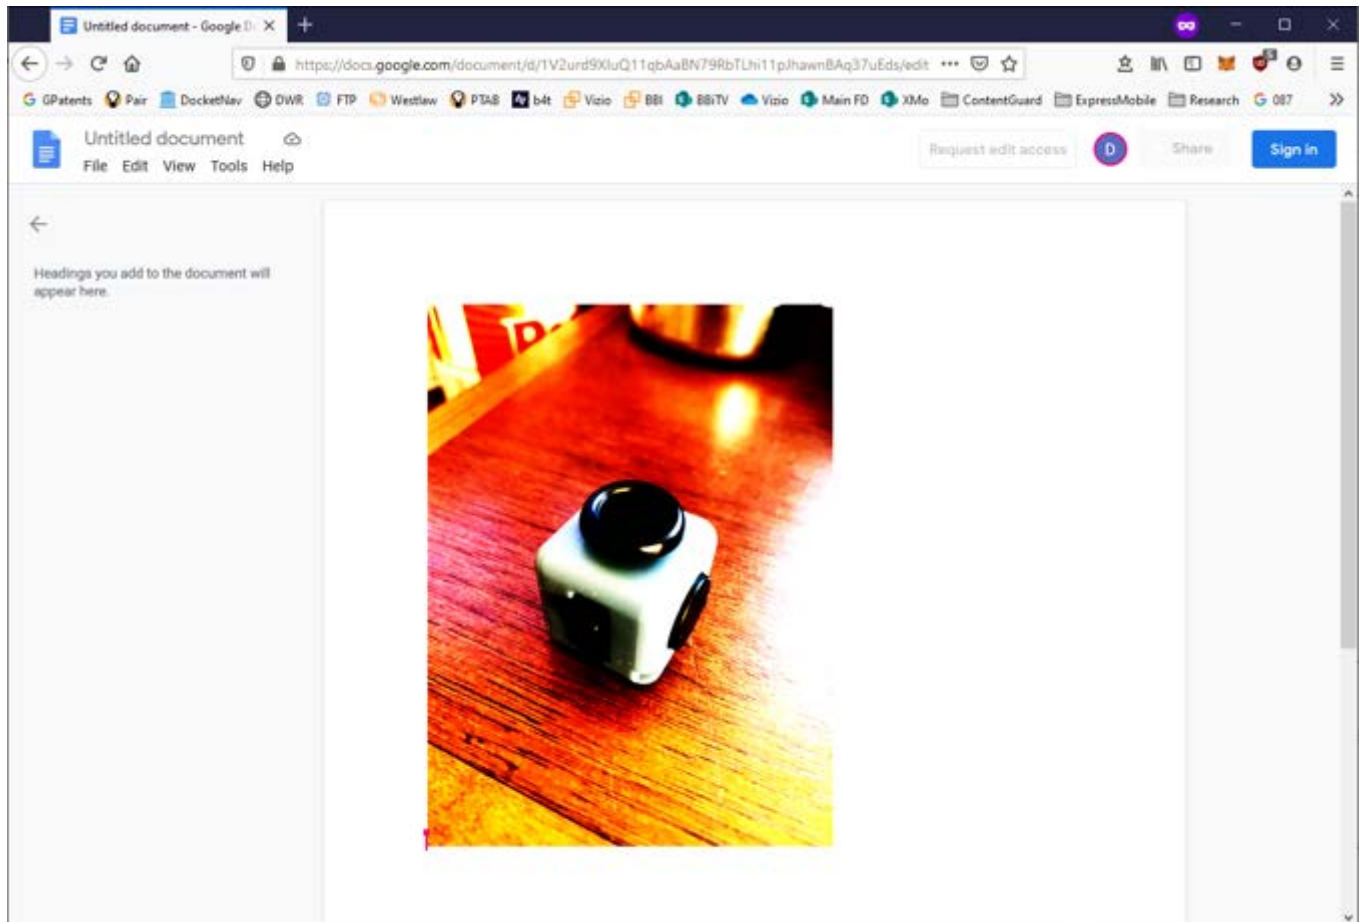 Untitled document - Google D
https://docs.google.com/document/d/1V2urd9XluQ11qbAaBN79RbTLhi11pJhawnBAq37uEds/edit
GPatents Pair DocketNav DWR FTP Westlaw PTAB b4t Vizio BBI BBiTV Vizio Main FD XMo ContentGuard ExpressMobile Research 087
Untitled document
File Edit View Tools Help
Request edit access D Share Sign in
Headings you add to the document will
appear here.